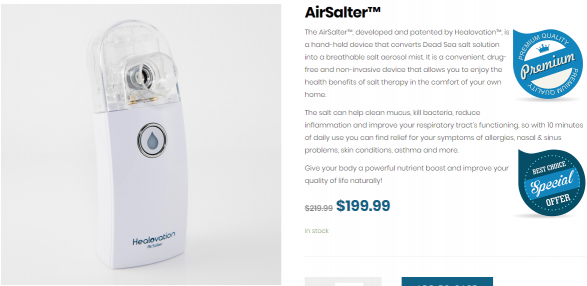 AirSalter™
The AirSalter™, developed and patented by Healovation™, is
a hand-held device that converts Dead Sea salt solution
into a breathable salt aerosol mist. It is a convenient, drug-
free and non-invasive device that allows you to enjoy the
health benefits of salt therapy in the comfort of your own
home.
PREMIUM QUALITY
Premium
PREMIUM QUALITY
The salt can help clean mucus, kill bacteria, reduce
inflammation and improve your respiratory tract's functioning, so with 10 minutes
of daily use you can find relief for your symptoms of allergies, nasal & sinus
problems, skin conditions, asthma and more.
Give your body a powerful nutrient boost and improve your
quality of life naturally!
BEST CHOICE
Special
OFFER
$219.99 $199.99
In stock
Healovation
AirSalter